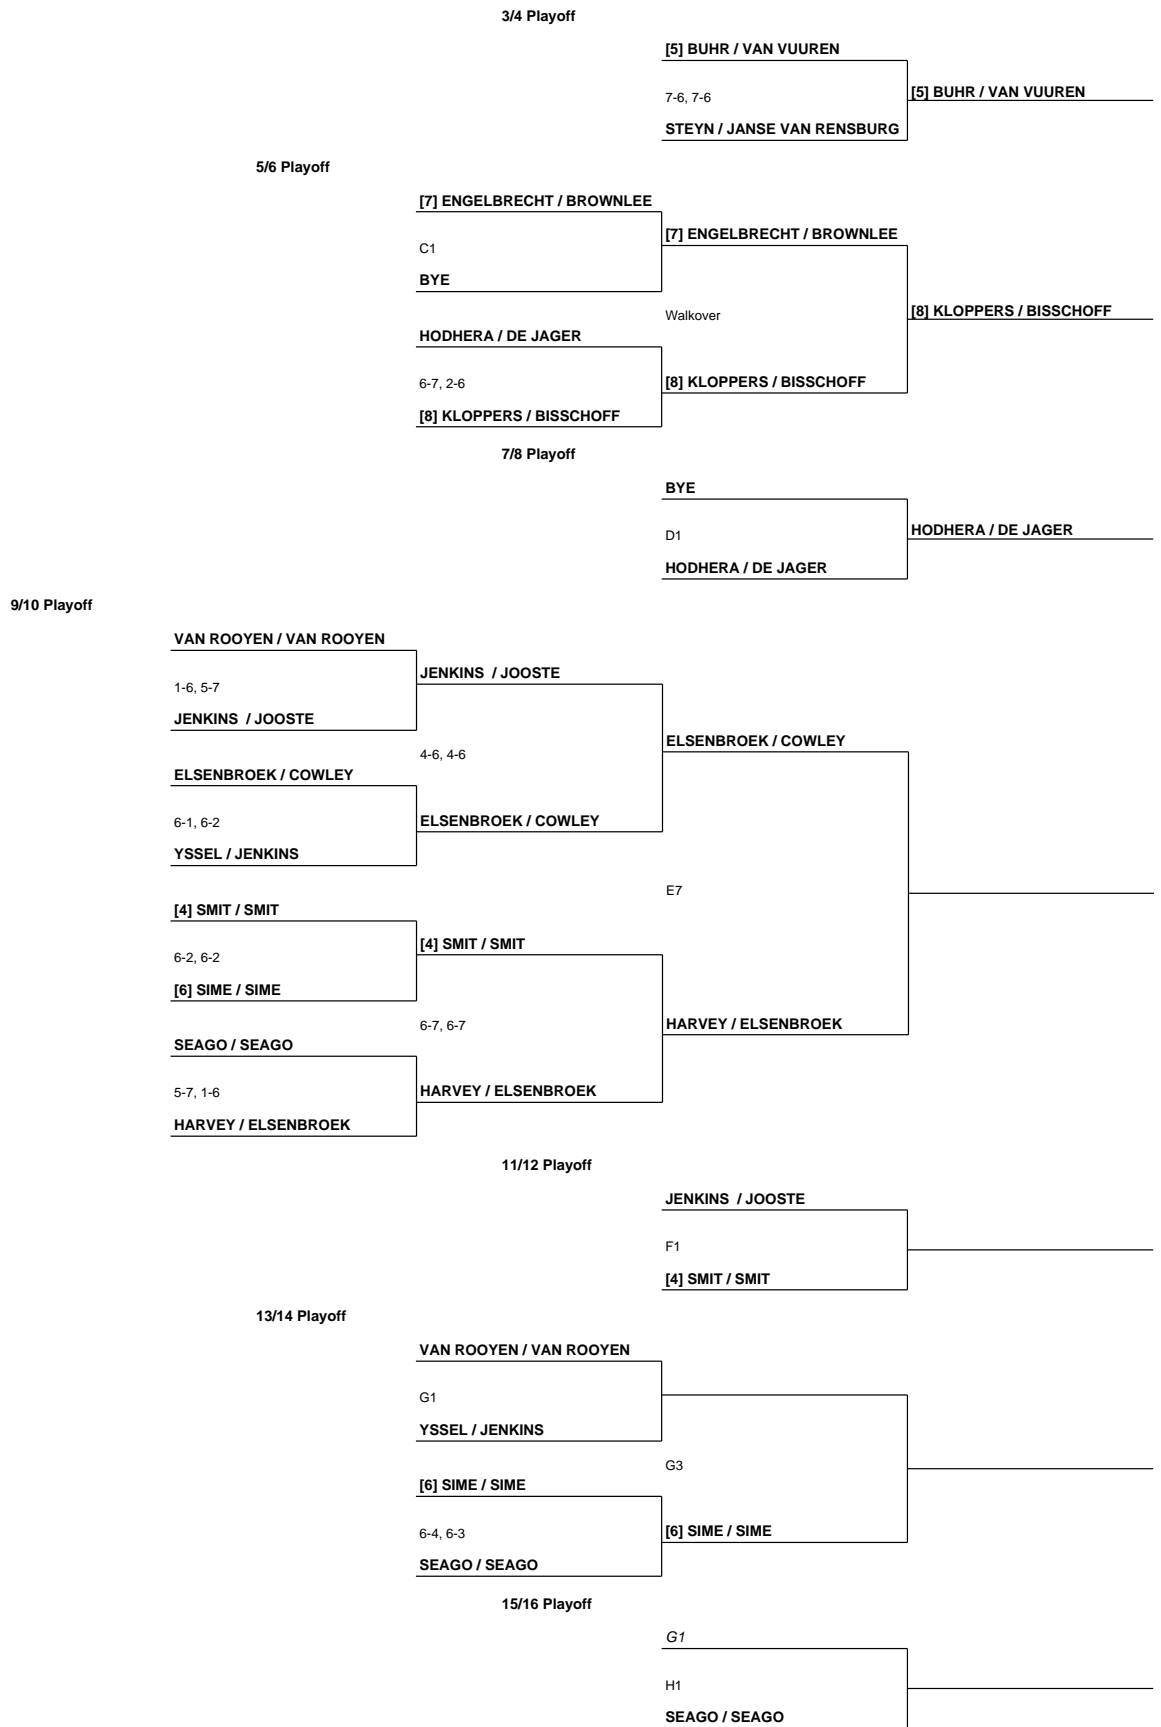 3/4 Playoff
[5] BUHR / VAN VUUREN
7-6, 7-6
[5] BUHR / VAN VUUREN
STEYN / JANSE VAN RENSBURG
5/6 Playoff
[7] ENGELBRECHT / BROWNLEE
C1
[7] ENGELBRECHT / BROWNLEE
BYE
Walkover
[8] KLOPPERS / BISSCHOFF
HODHERA / DE JAGER
6-7, 2-6
[8] KLOPPERS / BISSCHOFF
[8] KLOPPERS / BISSCHOFF
7/8 Playoff
BYE
D1
HODHERA / DE JAGER
HODHERA / DE JAGER
9/10 Playoff
VAN ROOYEN / VAN ROOYEN
1-6, 5-7
JENKINS / JOOSTE
JENKINS / JOOSTE
4-6, 4-6
ELSENBROEK / COWLEY
ELSENBROEK / COWLEY
6-1, 6-2
ELSENBROEK / COWLEY
YSSEL / JENKINS
E7
[4] SMIT / SMIT
6-2, 6-2
[4] SMIT / SMIT
[6] SIME / SIME
6-7, 6-7
HARVEY / ELSENBROEK
SEAGO / SEAGO
5-7, 1-6
HARVEY / ELSENBROEK
HARVEY / ELSENBROEK
11/12 Playoff
JENKINS / JOOSTE
F1
[4] SMIT / SMIT
13/14 Playoff
VAN ROOYEN / VAN ROOYEN
G1
YSSEL / JENKINS
G3
[6] SIME / SIME
6-4, 6-3
[6] SIME / SIME
SEAGO / SEAGO
15/16 Playoff
G1
H1
SEAGO / SEAGO